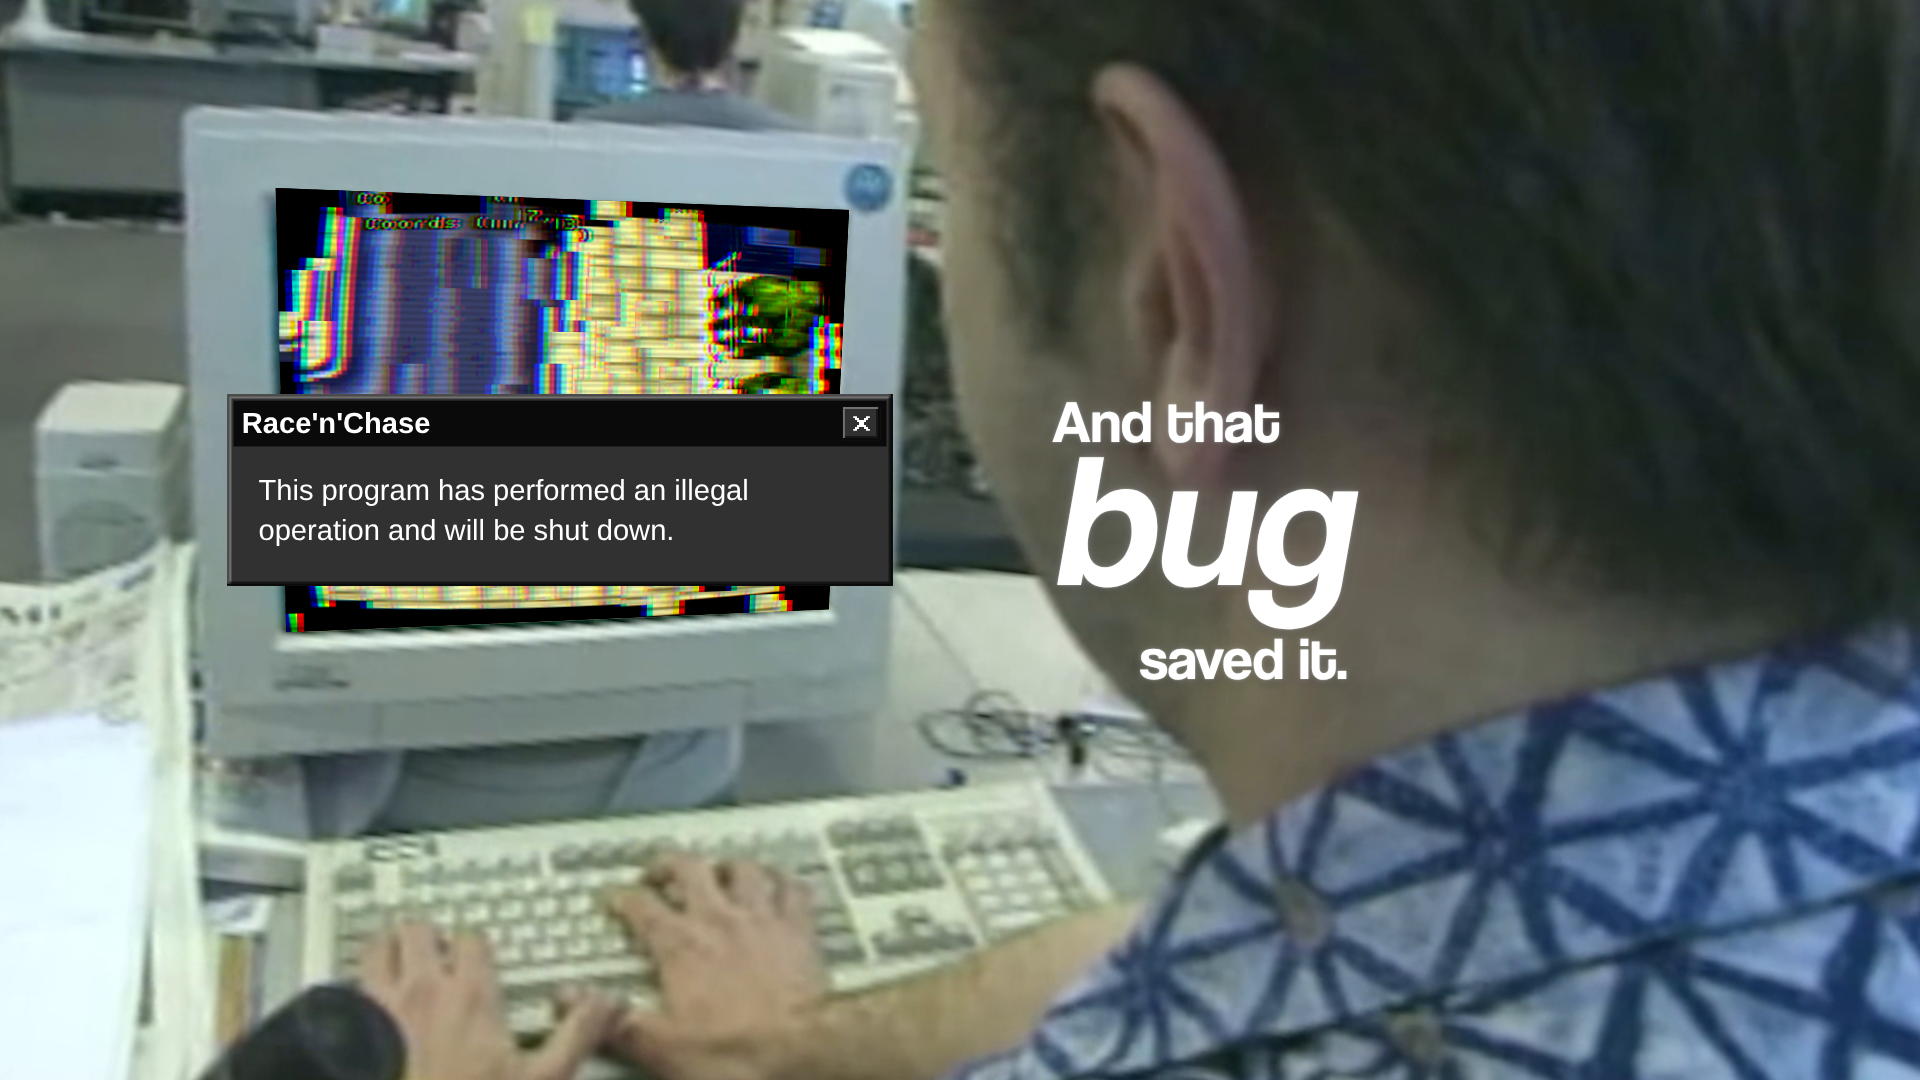 Coords:
Race'n'Chase
This program has performed an illegal
operation and will be shut down.
And that
bug
saved it.